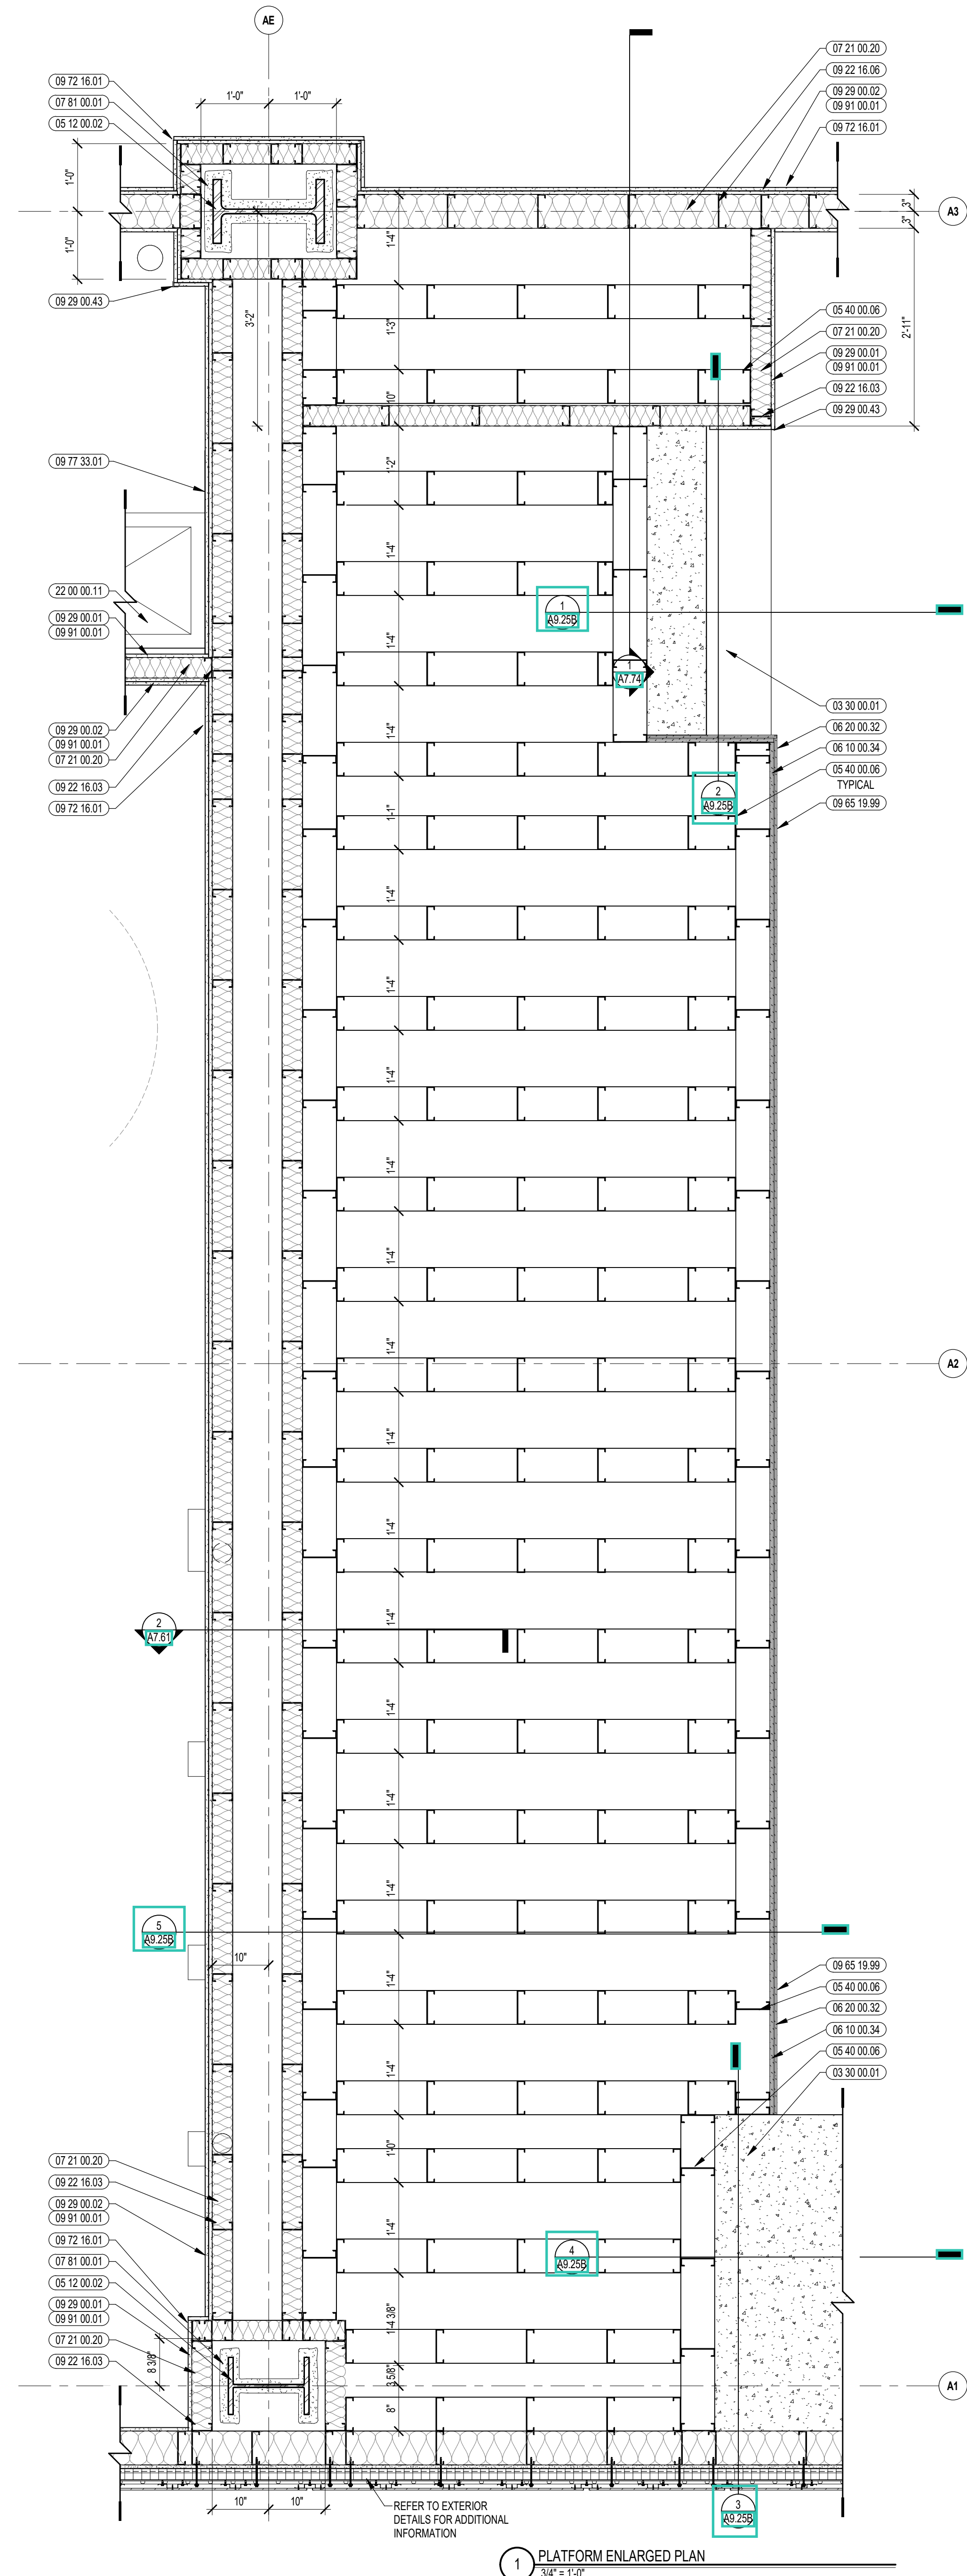 AE
09 72 16.01
07 81 00.01
05 12 00.02
1'-0"
1'-0"
07 21 00.20
09 22 16.06
09 29 00.02
09 91 00.01
09 72 16.01
1'-0"
1'-0"
3"
3"
A3
1'-4"
09 29 00.43
3'-2"
1'-3"
05 40 00.06
07 21 00.20
09 29 00.01
09 91 00.01
09 22 16.03
09 29 00.43
2'-11"
10"
09 77 33.01
1'-2"
1'-4"
22 00 00.11
09 29 00.01
09 91 00.01
1
A9.25B
1'-4"
1
A7.74
09 29 00.02
09 91 00.01
07 21 00.20
09 22 16.03
09 72 16.01
1'-4"
03 30 00.01
06 20 00.32
06 10 00.34
05 40 00.06
TYPICAL
09 65 19.99
2
A9.25B
1'-1"
1'-4"
1'-4"
1'-4"
1'-4"
1'-4"
1'-4"
A2
1'-4"
1'-4"
1'-4"
2
A7.61
1'-4"
1'-4"
1'-4"
5
A9.25B
10"
1'-4"
09 65 19.99
05 40 00.06
06 20 00.32
06 10 00.34
05 40 00.06
03 30 00.01
1'-4"
1'-0"
07 21 00.20
09 22 16.03
09 29 00.02
09 91 00.01
09 72 16.01
07 81 00.01
05 12 00.02
09 29 00.01
09 91 00.01
07 21 00.20
09 22 16.03
1'-4"
4
A9.25B
1'-4 3/8"
8 3/8"
3 5/8"
8"
A1
10"
10"
REFER TO EXTERIOR
DETAILS FOR ADDITIONAL
INFORMATION
3
A9.25B
1
PLATFORM ENLARGED PLAN
3/4" = 1'-0"